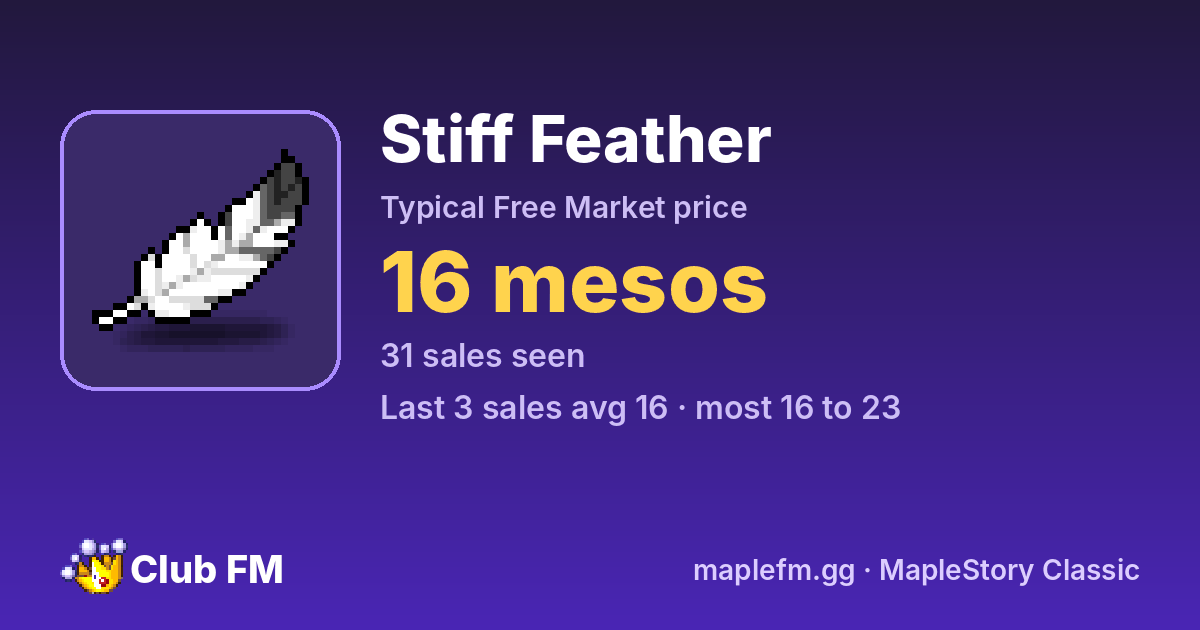 Stiff Feather
Typical Free Market price
16 mesos
31 sales seen
Last 3 sales avg 16 · most 16 to 23
Club FM
maplefm.gg · MapleStory Classic